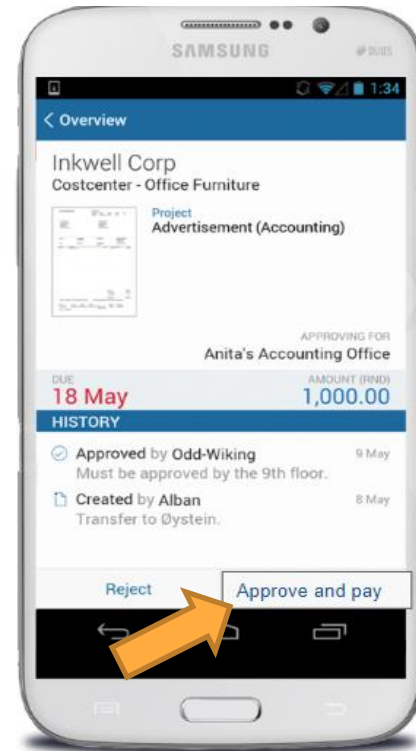 SAMSUNG
DUOS
1:34
< Overview
Inkwell Corp
Costcenter - Office Furniture
Project
Advertisement (Accounting)
APPROVING FOR
Anita's Accounting Office
DUE
AMOUNT (RND)
18 May
1,000.00
HISTORY
Approved by Odd-Wiking 9 May
Must be approved by the 9th floor.
Created by Alban 8 May
Transfer to Øystein.
Reject
Approve and pay